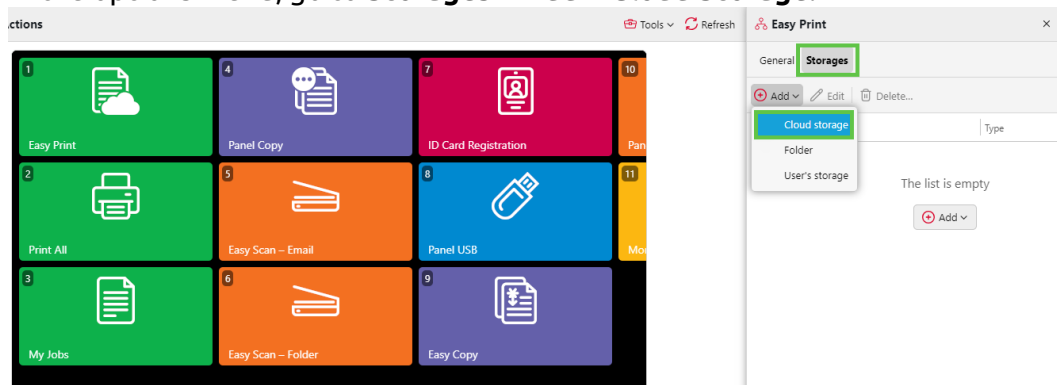 ctions
Tools
Refresh
Easy Print
×
General
Storages
Add
Edit
Delete...
Cloud storage
Type
Folder
User's storage
The list is empty
Add
1
Easy Print
4
Panel Copy
7
ID Card Registration
10
Pan
2
Print All
5
Easy Scan – Email
8
Panel USB
11
Mo
3
My Jobs
6
Easy Scan – Folder
9
Easy Copy